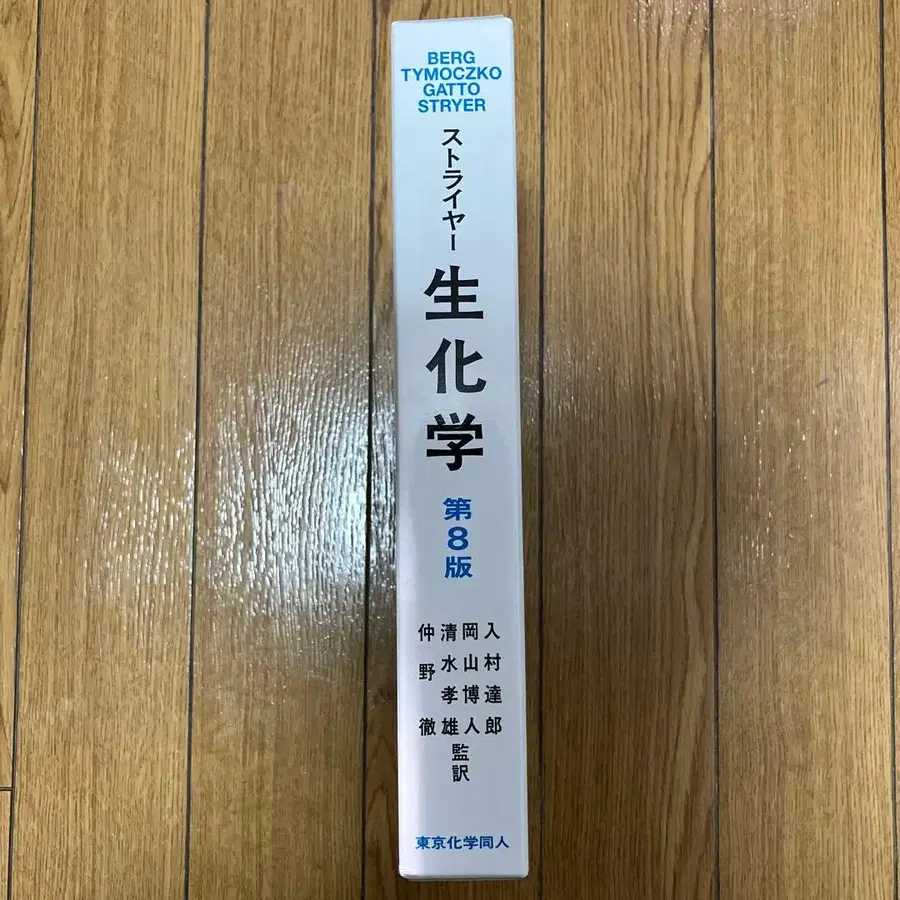 BERG
TYMOCZKO
GATTO
STRYER
ストライヤー
生化学
第8版
入村達郎
岡山博人
清水孝雄
仲野徹
監訳
東京化学同人